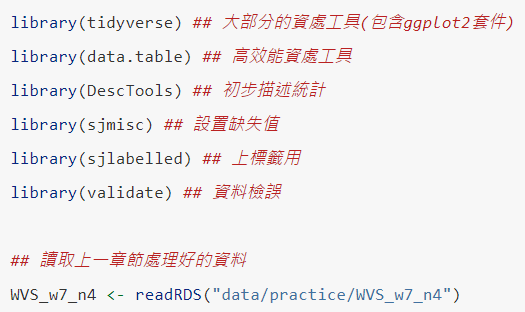 library(tidyverse) ## 大部分的資處工具(包含ggplot2套件)
library(data.table) ## 高效能資處工具
library(DescTools) ## 初步描述統計
library(sjmisc) ## 設置缺失值
library(sjlabelled) ## 上標籤用
library(validate) ## 資料檢誤
## 讀取上一章節處理好的資料
WVS_w7_n4 <- readRDS("data/practice/WVS_w7_n4")